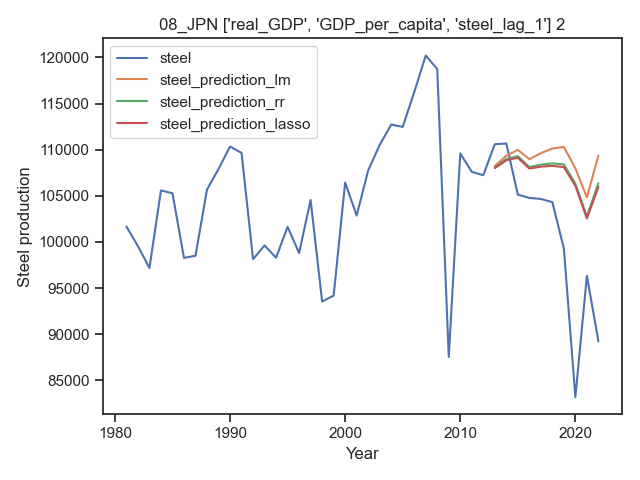 08_JPN ['real_GDP', 'GDP_per_capita', 'steel_lag_1'] 2
steel
steel_prediction_lm
steel_prediction_rr
steel_prediction_lasso
Steel production
120000
115000
110000
105000
100000
95000
90000
85000
1980
1990
2000
2010
2020
Year